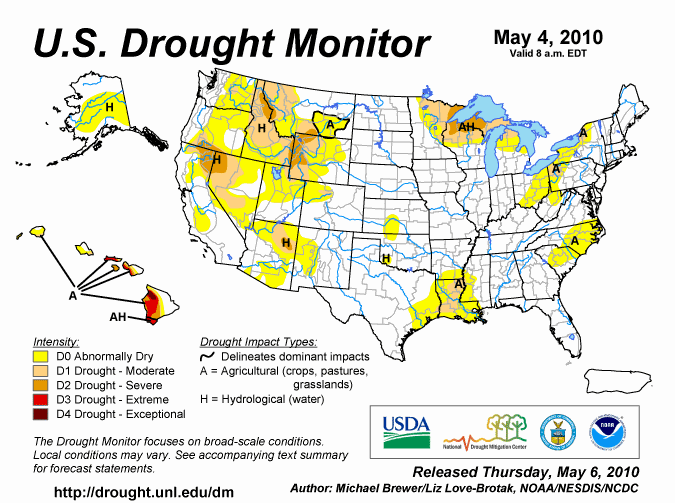 U.S. Drought Monitor
May 4, 2010
Valid 8 a.m. EDT
H
H
H
A
AH
A
A
H
H
A
A
A
AH
Intensity:
D0 Abnormally Dry
D1 Drought - Moderate
D2 Drought - Severe
D3 Drought - Extreme
D4 Drought - Exceptional
Drought Impact Types:
Delineates dominant impacts
A = Agricultural (crops, pastures,
grasslands)
H = Hydrological (water)
The Drought Monitor focuses on broad-scale conditions.
Local conditions may vary. See accompanying text summary
for forecast statements.
http://drought.unl.edu/dm
USDA
National Drought Mitigation Center
NOAA
Released Thursday, May 6, 2010
Author: Michael Brewer/Liz Love-Brotak, NOAA/NESDIS/NCDC